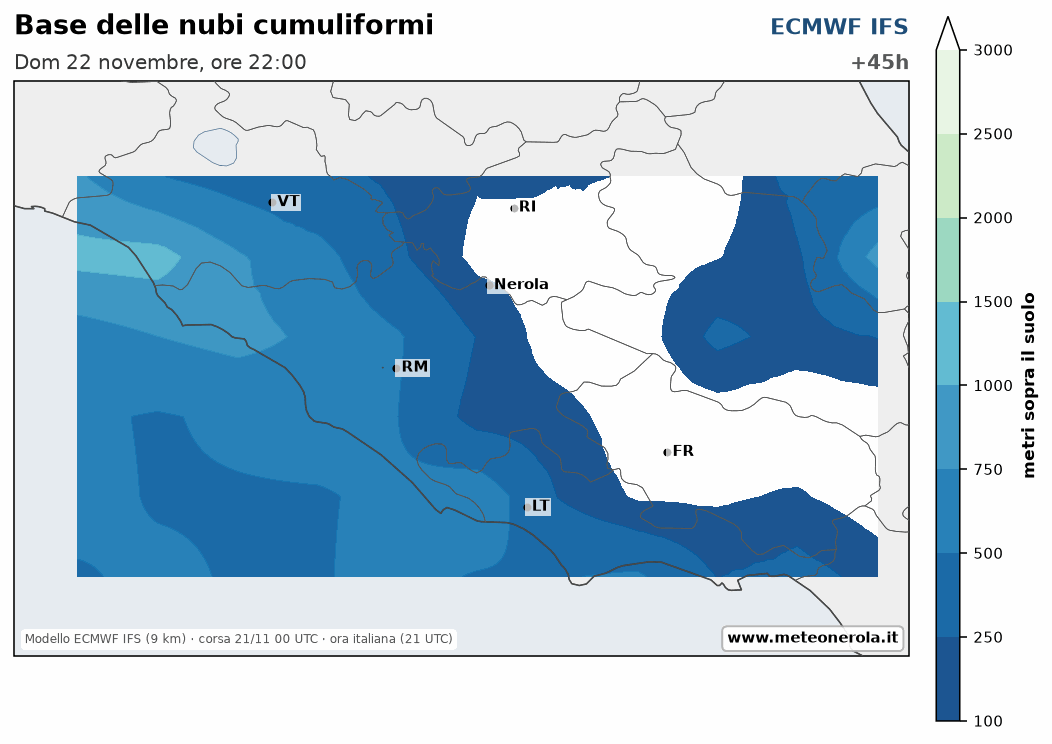 Base delle nubi cumuliformi
ECMWF IFS
Dom 22 novembre, ore 22:00
+45h
VT
RI
Nerola
RM
FR
LT
Modello ECMWF IFS (9 km) · corsa 21/11 00 UTC · ora italiana (21 UTC)
www.meteonerola.it
3000
2500
2000
1500
1000
750
500
250
100
metri sopra il suolo